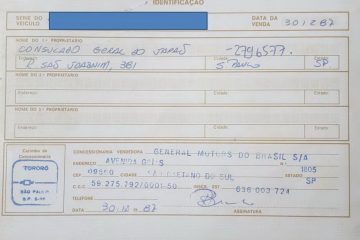 IDENTIFICAÇÃO
SÉRIE DO VEÍCULO
DATA DA VENDA 30.12.87
NOME DO 1º PROPRIETÁRIO
CONSULADO GERAL DO JAPÃO -2796577-
Endereço Cidade Estado
R. SÃO JOAQUIM, 381 S. PAULO SP
NOME DO 2º PROPRIETÁRIO
Endereço Cidade Estado
NOME DO 3º PROPRIETÁRIO
Endereço Cidade Estado
Carimbo da Concessionária
TORORÓ
SÃO PAULO
CONCESSIONÁRIA VENDEDORA GENERAL MOTORS DO BRASIL S/A
ENDEREÇO AVENIDA GOIÁS Nº 1805
CEP 09500 CIDADE SÃO CAETANO DO SUL ESTADO SP
C.G.C. 59.275.792/0001-50 INSCR. EST. 636 003 724
TELEFONE
DATA 30.12.87 ASSINATURA